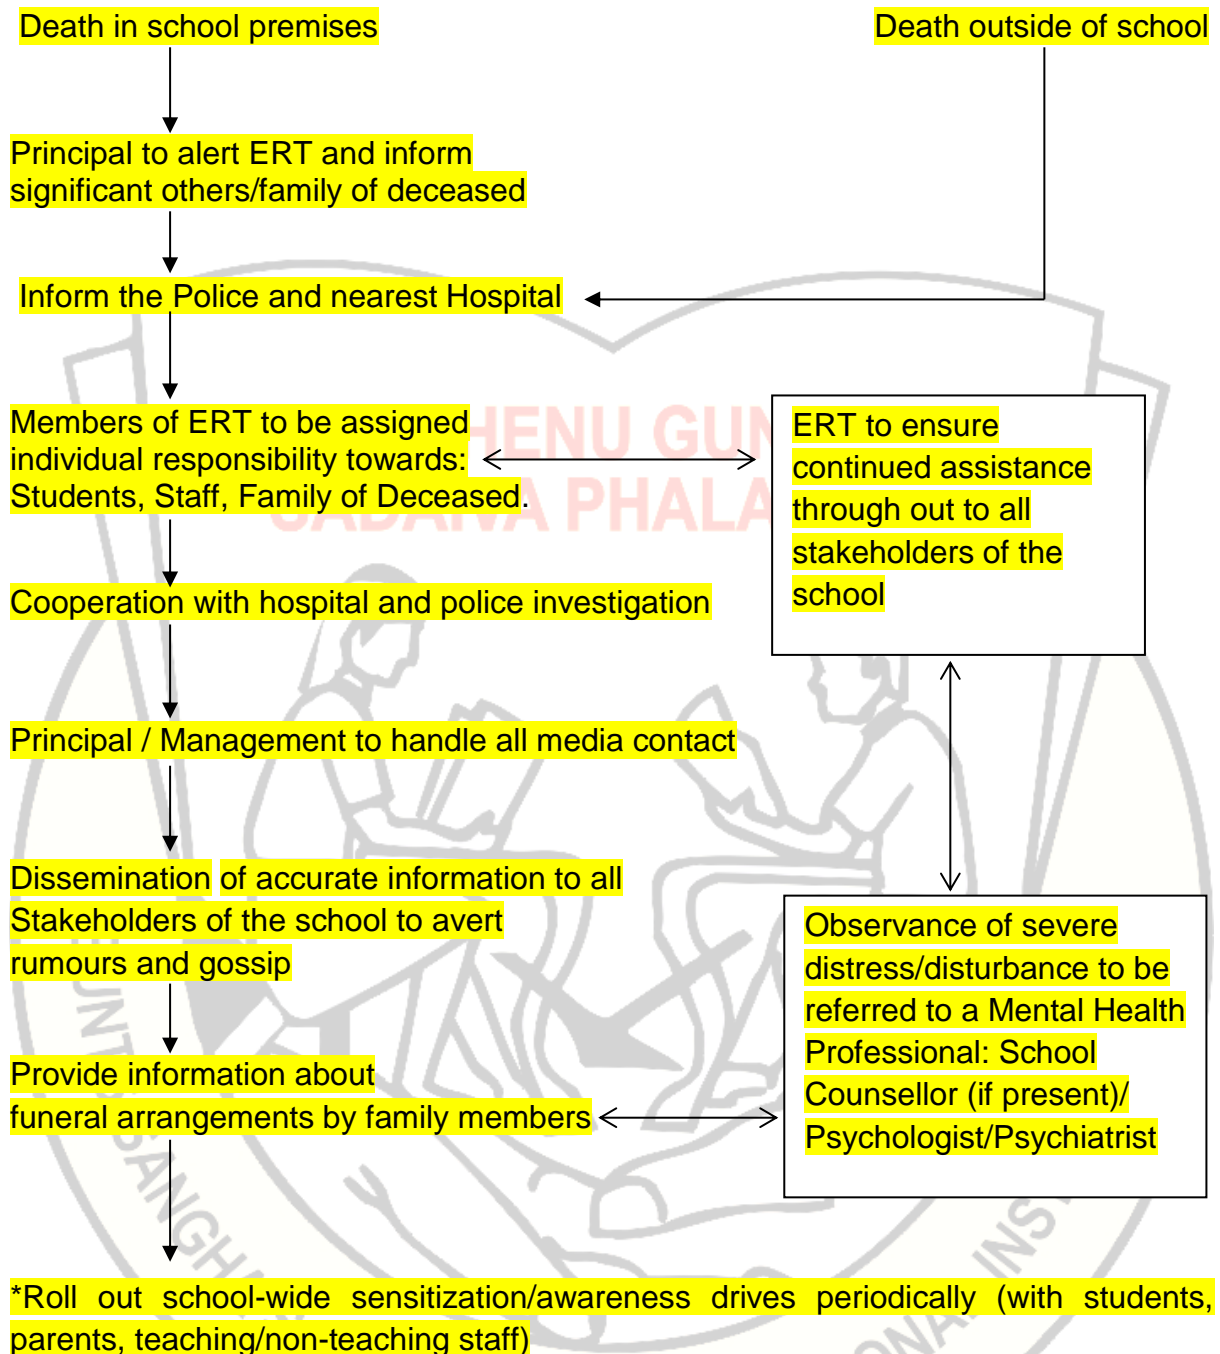 Death in school premises
Death outside of school
Principal to alert ERT and inform
significant others/family of deceased
Inform the Police and nearest Hospital
Members of ERT to be assigned
individual responsibility towards:
Students, Staff, Family of Deceased.
ERT to ensure
continued assistance
through out to all
stakeholders of the
school
Cooperation with hospital and police investigation
Principal / Management to handle all media contact
Dissemination of accurate information to all
Stakeholders of the school to avert
rumours and gossip
Observance of severe
distress/disturbance to be
referred to a Mental Health
Professional: School
Counsellor (if present)/
Psychologist/Psychiatrist
Provide information about
funeral arrangements by family members
*Roll out school-wide sensitization/awareness drives periodically (with students,
parents, teaching/non-teaching staff)